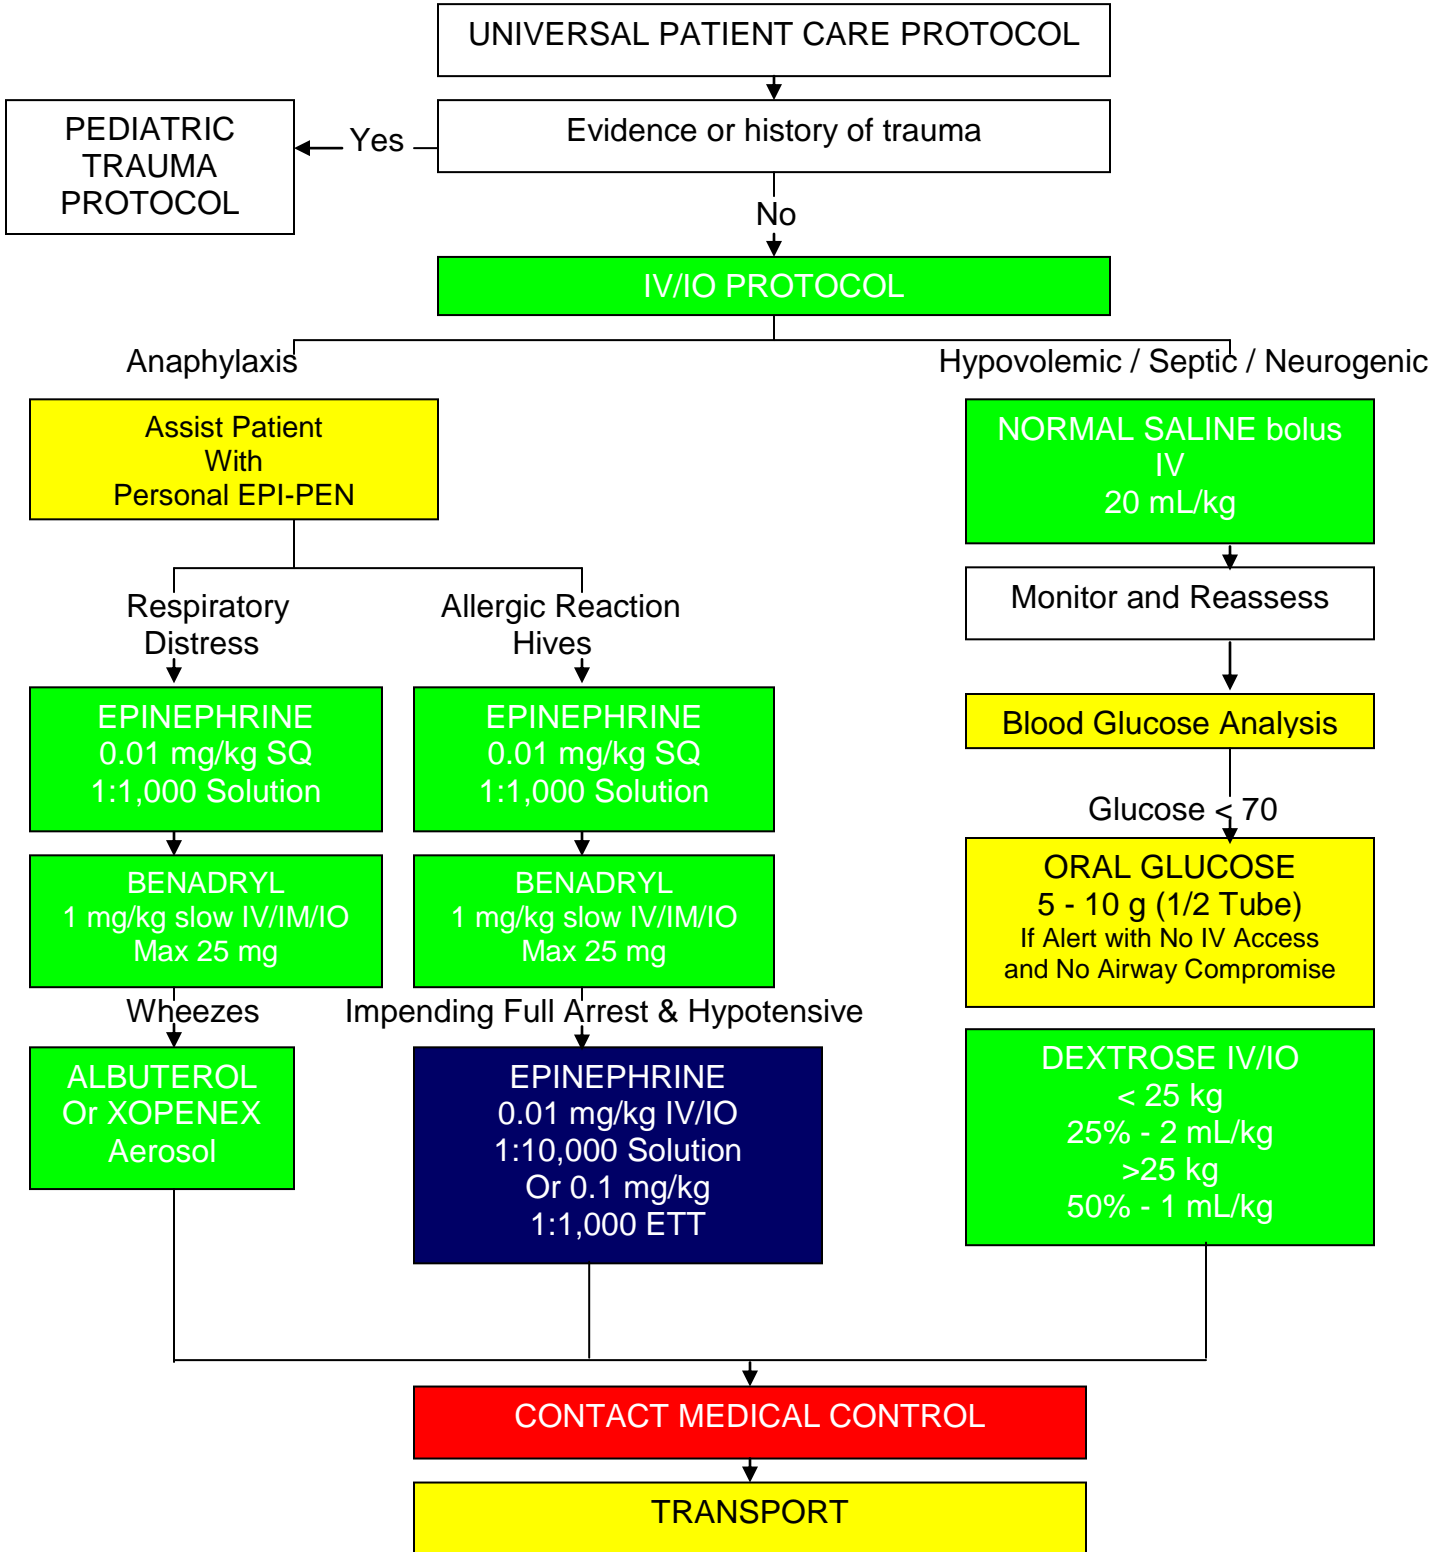 UNIVERSAL PATIENT CARE PROTOCOL
Evidence or history of trauma
Yes
PEDIATRIC
TRAUMA
PROTOCOL
No
IV/IO PROTOCOL
Anaphylaxis
Assist Patient
With
Personal EPI-PEN
Respiratory
Distress
EPINEPHRINE
0.01 mg/kg SQ
1:1,000 Solution
BENADRYL
1 mg/kg slow IV/IM/IO
Max 25 mg
Wheezes
ALBUTEROL
Or XOPENEX
Aerosol
Allergic Reaction
Hives
EPINEPHRINE
0.01 mg/kg SQ
1:1,000 Solution
BENADRYL
1 mg/kg slow IV/IM/IO
Max 25 mg
Impending Full Arrest & Hypotensive
EPINEPHRINE
0.01 mg/kg IV/IO
1:10,000 Solution
Or 0.1 mg/kg
1:1,000 ETT
Hypovolemic / Septic / Neurogenic
NORMAL SALINE bolus
IV
20 mL/kg
Monitor and Reassess
Blood Glucose Analysis
Glucose < 70
ORAL GLUCOSE
5 - 10 g (1/2 Tube)
If Alert with No IV Access
and No Airway Compromise
DEXTROSE IV/IO
< 25 kg
25% - 2 mL/kg
>25 kg
50% - 1 mL/kg
CONTACT MEDICAL CONTROL
TRANSPORT